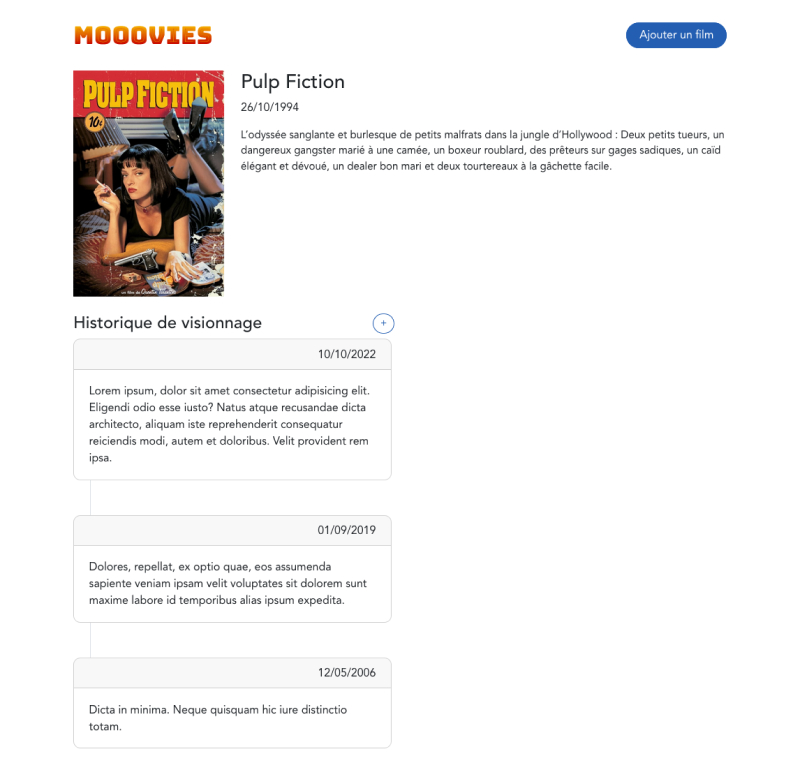 MOOOVIES
Ajouter un film
PULP FICTION
10¢
un film de Quentin Tarantino
Pulp Fiction
26/10/1994
L'odyssée sanglante et burlesque de petits malfrats dans la jungle d'Hollywood : Deux petits tueurs, un
dangereux gangster marié à une camée, un boxeur roublard, des prêteurs sur gages sadiques, un caïd
élégant et dévoué, un dealer bon mari et deux tourtereaux à la gâchette facile.
Historique de visionnage
+
10/10/2022
Lorem ipsum, dolor sit amet consectetur adipisicing elit.
Eligendi odio esse iusto? Natus atque recusandae dicta
architecto, aliquam iste reprehenderit consequatur
reiciendis modi, autem et doloribus. Velit provident rem
ipsa.
01/09/2019
Dolores, repellat, ex optio quae, eos assumenda
sapiente veniam ipsam velit voluptates sit dolorem sunt
maxime labore id temporibus alias ipsum expedita.
12/05/2006
Dicta in minima. Neque quisquam hic iure distinctio
totam.